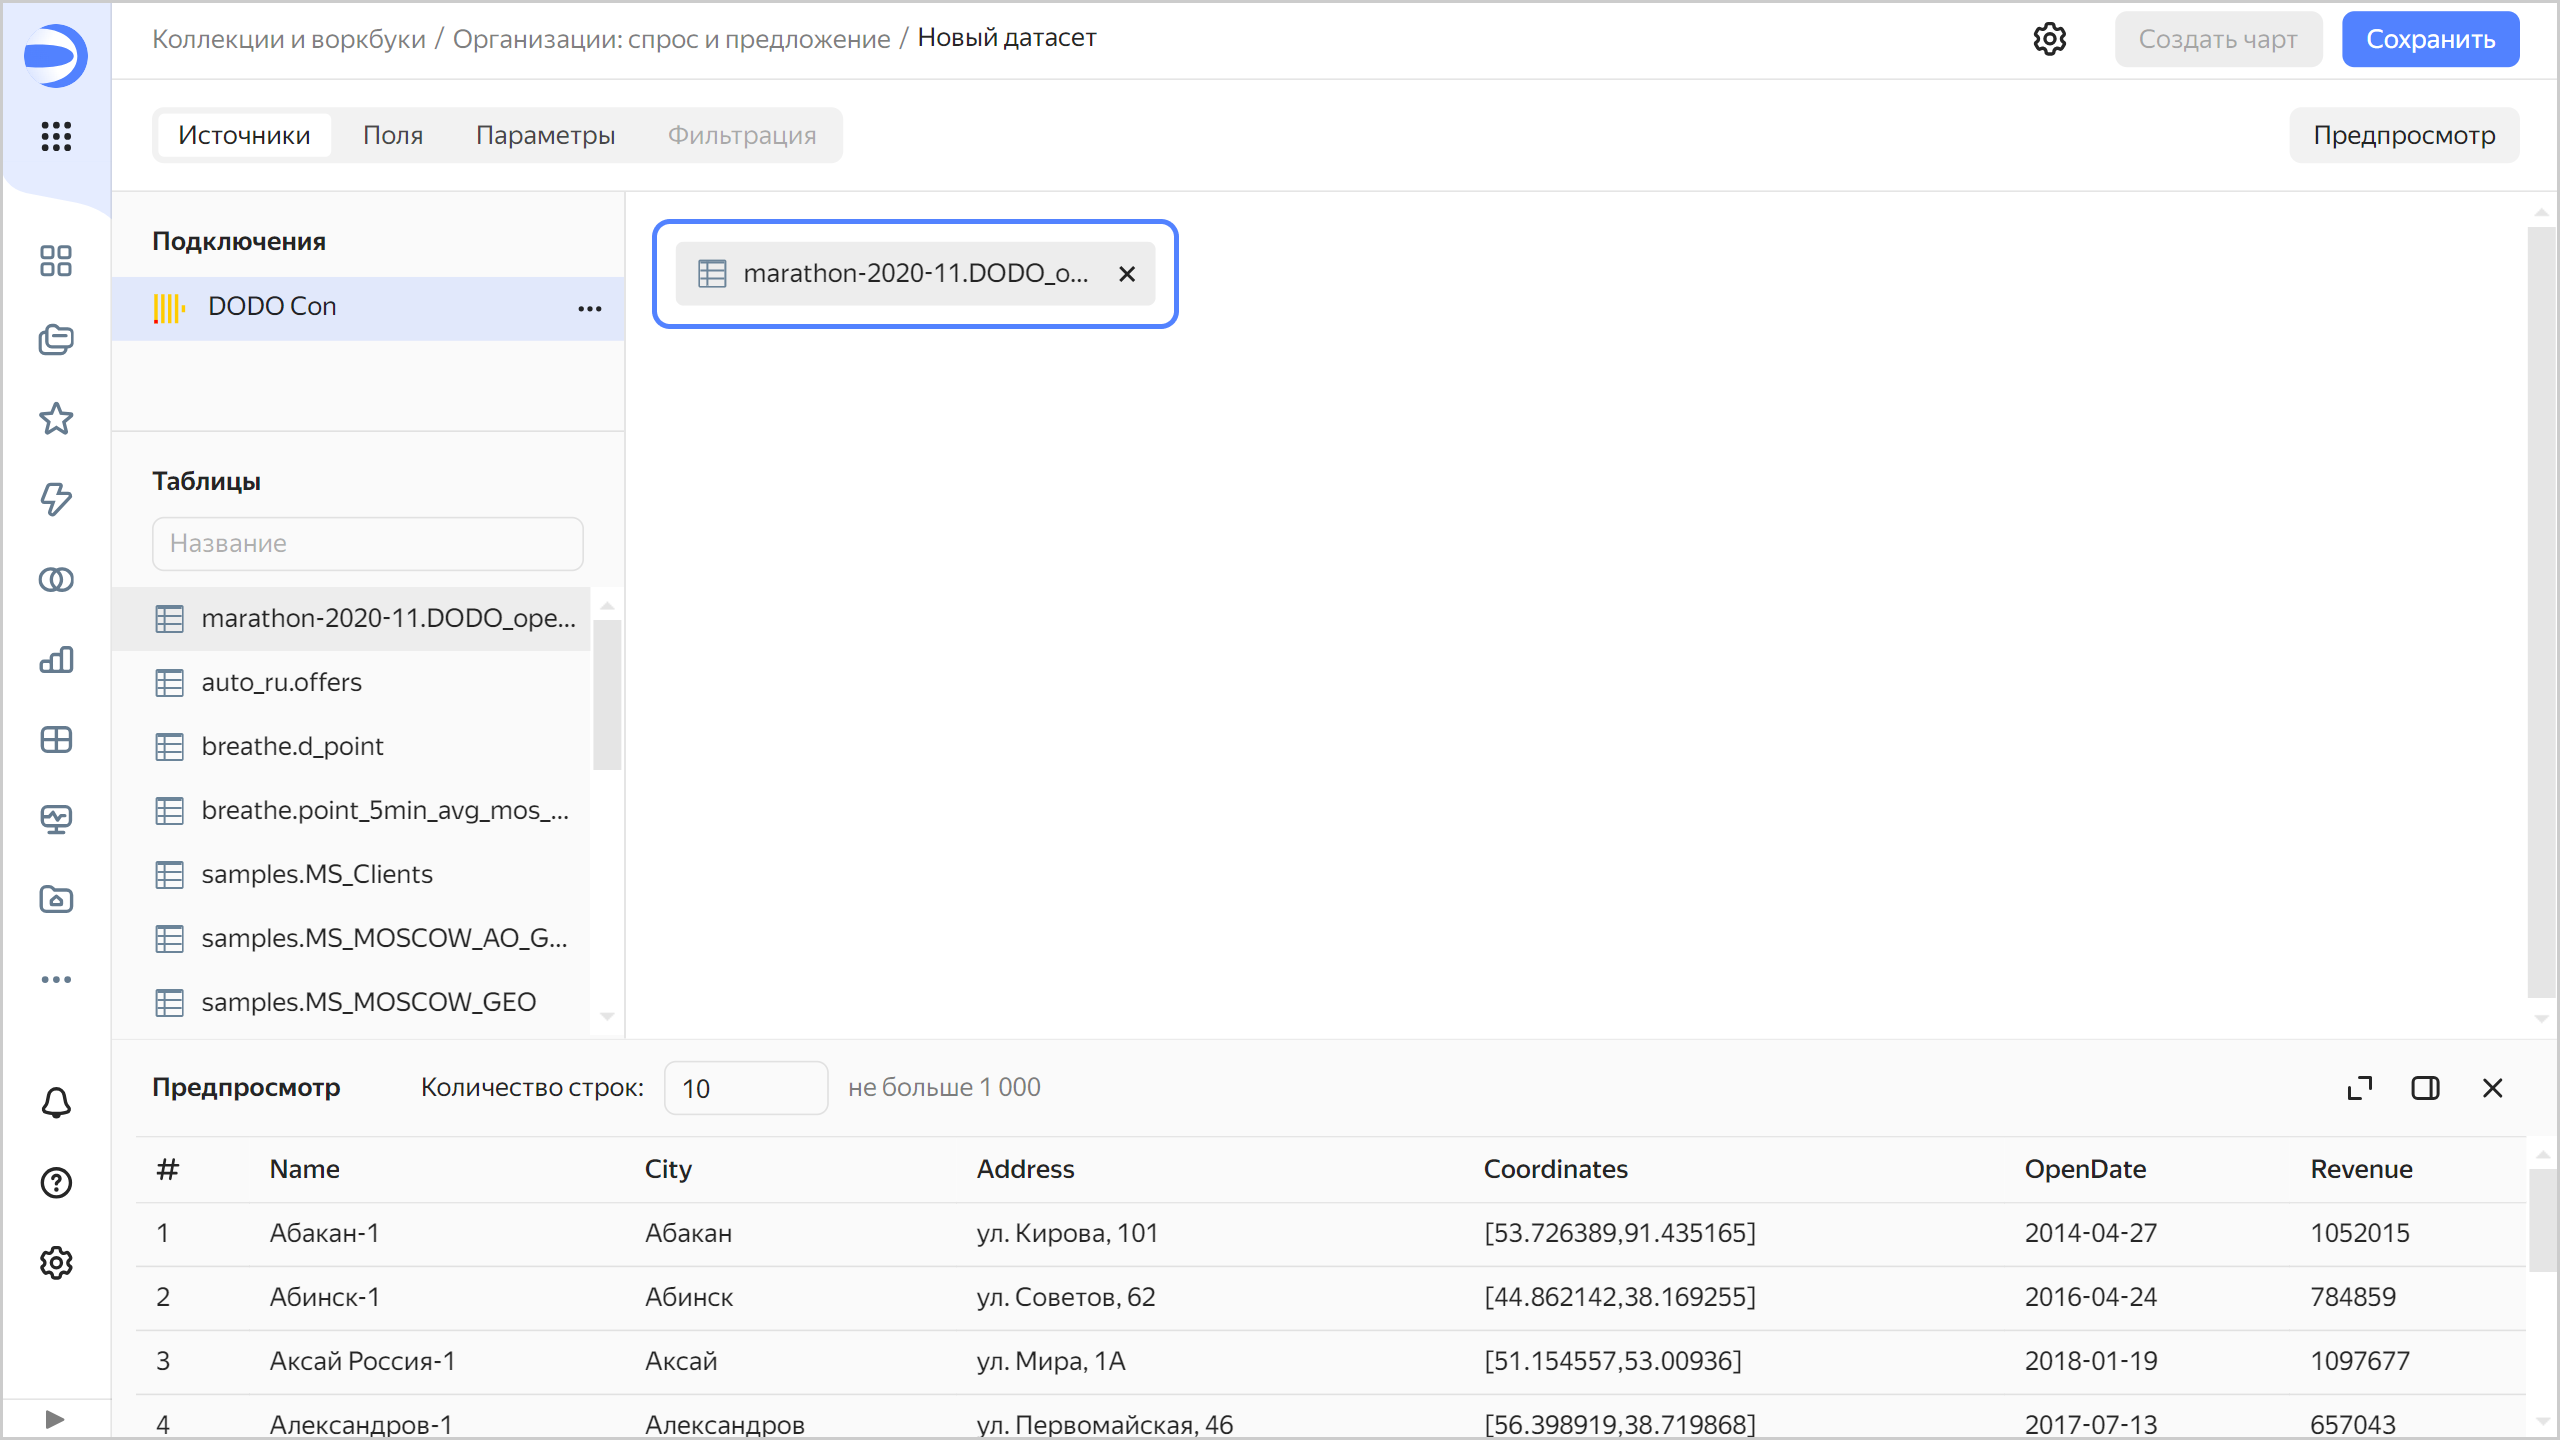 Коллекции и воркбуки / Организации: спрос и предложение / Новый датасет
Создать чарт
Сохранить
Источники
Поля
Параметры
Фильтрация
Предпросмотр
Подключения
DODO Con
marathon-2020-11.DODO_o...
Таблицы
Название
marathon-2020-11.DODO_ope...
auto_ru.offers
breathe.d_point
breathe.point_5min_avg_mos_...
samples.MS_Clients
samples.MS_MOSCOW_AO_G...
samples.MS_MOSCOW_GEO
Предпросмотр Количество строк: 10 не больше 1 000
# Name City Address Coordinates OpenDate Revenue
1 Абакан-1 Абакан ул. Кирова, 101 [53.726389,91.435165] 2014-04-27 1052015
2 Абинск-1 Абинск ул. Советов, 62 [44.862142,38.169255] 2016-04-24 784859
3 Аксай Россия-1 Аксай ул. Мира, 1А [51.154557,53.00936] 2018-01-19 1097677
4 Александров-1 Александров ул. Первомайская, 46 [56.398919,38.719868] 2017-07-13 657043